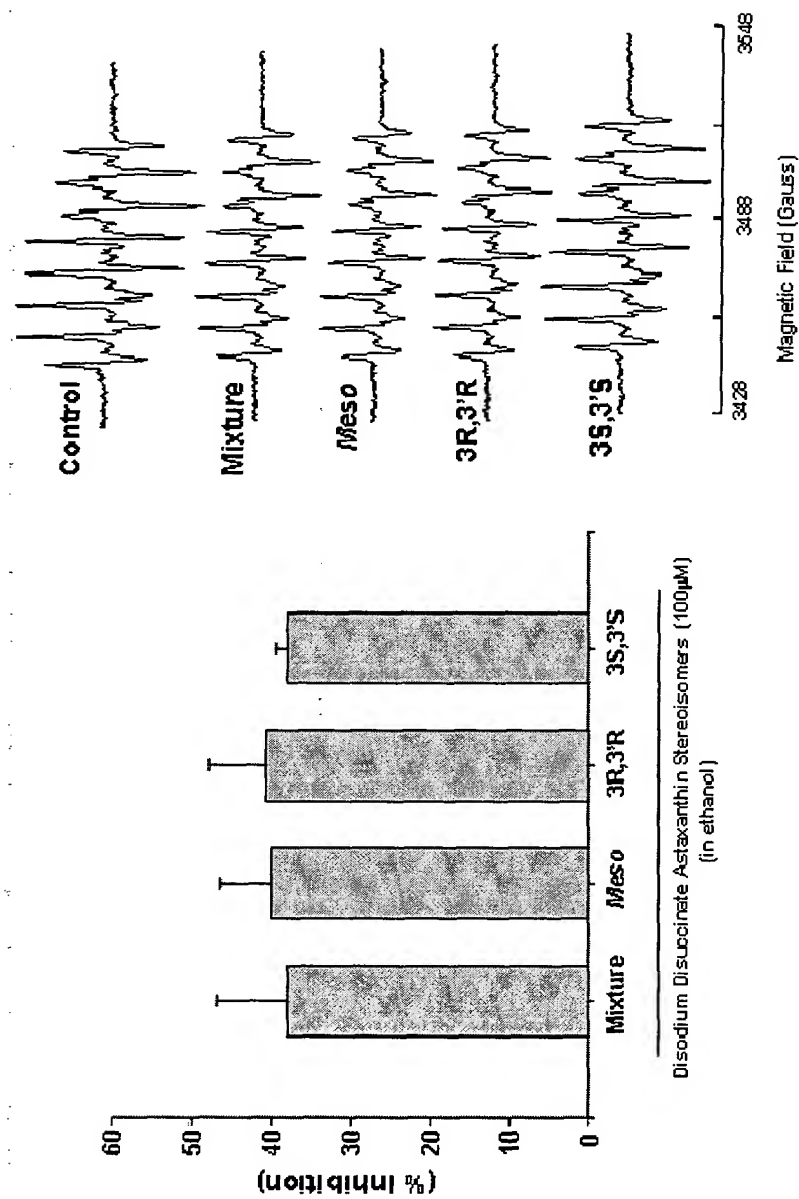 (% Inhibition)
60
50
40
30
20
10
0
Mixture
Meso
3R,3'R
3S,3'S
Disodium Disuccinate Astaxanthin Stereoisomers (100µM)
(in ethanol)
Control
Mixture
Meso
3R,3'R
3S,3'S
3428
3488
3548
Magnetic Field (Gauss)